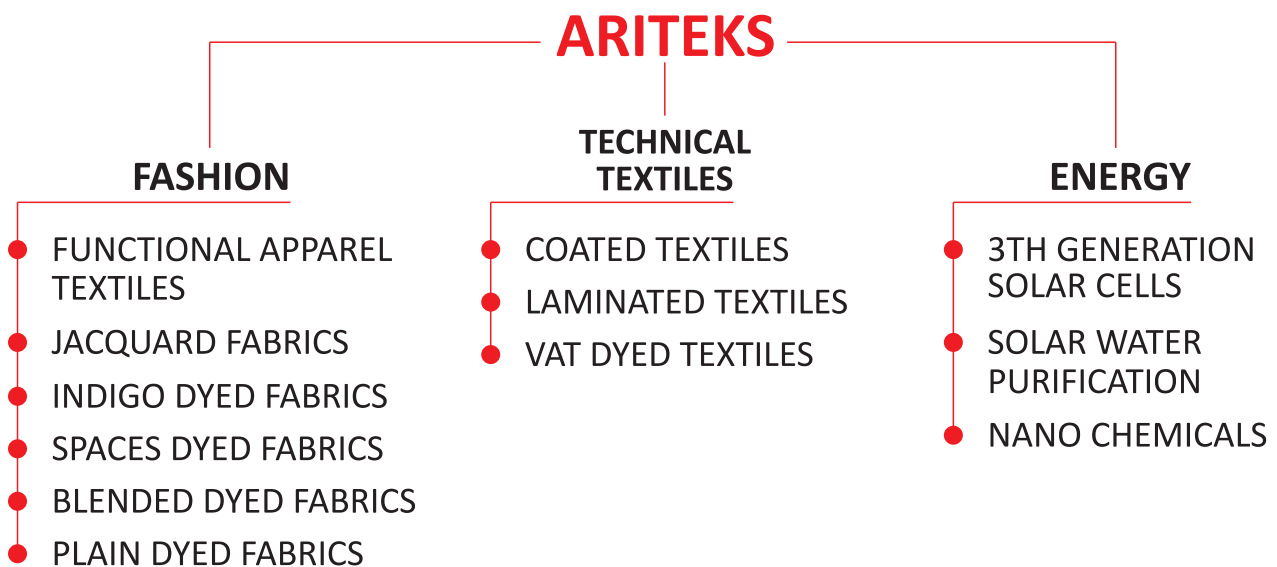 ARITEKS
FASHION
FUNCTIONAL APPAREL
TEXTILES
JACQUARD FABRICS
INDIGO DYED FABRICS
SPACES DYED FABRICS
BLENDED DYED FABRICS
PLAIN DYED FABRICS
TECHNICAL
TEXTILES
COATED TEXTILES
LAMINATED TEXTILES
VAT DYED TEXTILES
ENERGY
3TH GENERATION
SOLAR CELLS
SOLAR WATER
PURIFICATION
NANO CHEMICALS